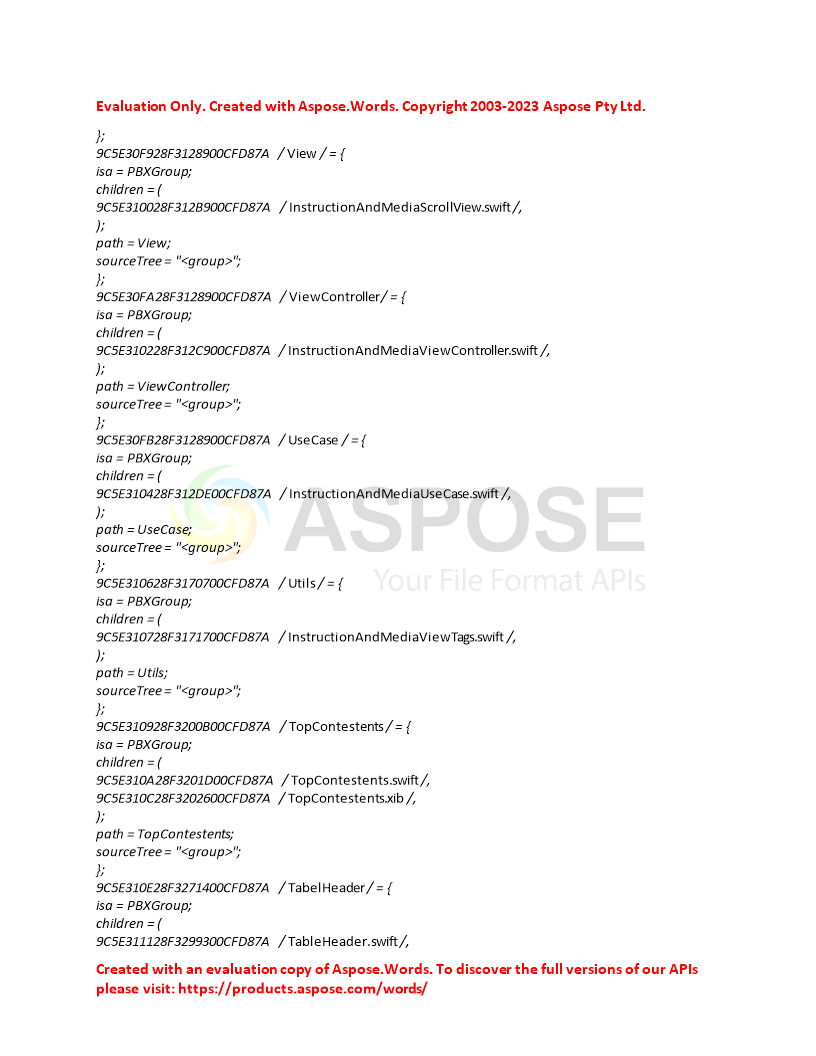 Evaluation Only. Created with Aspose.Words. Copyright 2003-2023 Aspose Pty Ltd.
};
9C5E30F928F3128900CFD87A / View / = {
isa = PBXGroup;
children = (
9C5E310028F312B900CFD87A / InstructionAndMediaScrollView.swift /,
);
path = View;
sourceTree = "<group>";
};
9C5E30FA28F3128900CFD87A / ViewController / = {
isa = PBXGroup;
children = (
9C5E310228F312C900CFD87A / InstructionAndMediaViewController.swift /,
);
path = ViewController;
sourceTree = "<group>";
};
9C5E30FB28F3128900CFD87A / UseCase / = {
isa = PBXGroup;
children = (
9C5E310428F312DE00CFD87A / InstructionAndMediaUseCase.swift /,
);
path = UseCase;
sourceTree = "<group>";
};
9C5E310628F3170700CFD87A / Utils / = {
isa = PBXGroup;
children = (
9C5E310728F3171700CFD87A / InstructionAndMediaViewTags.swift /,
);
path = Utils;
sourceTree = "<group>";
};
9C5E310928F3200B00CFD87A / TopContestents / = {
isa = PBXGroup;
children = (
9C5E310A28F3201D00CFD87A / TopContestents.swift /,
9C5E310C28F3202600CFD87A / TopContestents.xib /,
);
path = TopContestents;
sourceTree = "<group>";
};
9C5E310E28F3271400CFD87A / TabelHeader / = {
isa = PBXGroup;
children = (
9C5E311128F3299300CFD87A / TableHeader.swift /,
ASPOSE
Your File Format APIs
Created with an evaluation copy of Aspose.Words. To discover the full versions of our APIs
please visit: https://products.aspose.com/words/